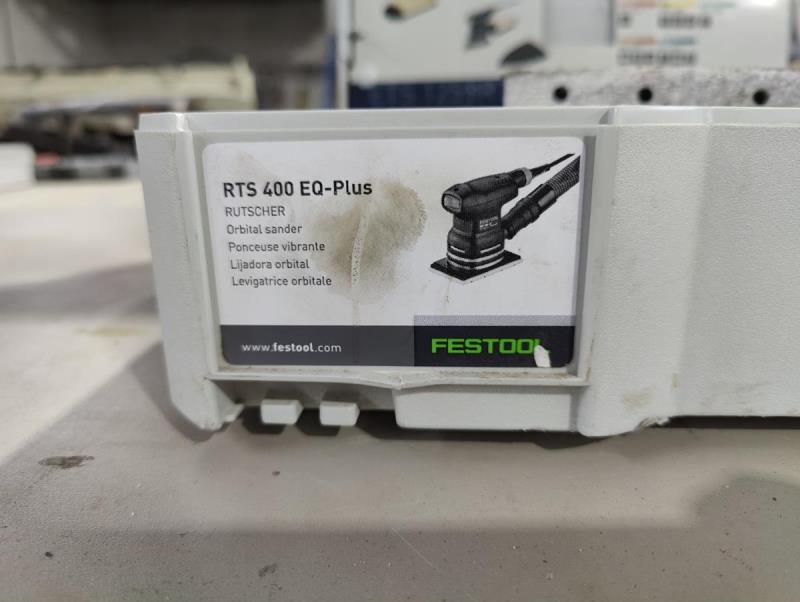 RTS 400 EQ-Plus
RUTSCHER
Orbital sander
Ponceuse vibrante
Lijadora orbital
Levigatrice orbitale
www.festool.com
FESTOOL